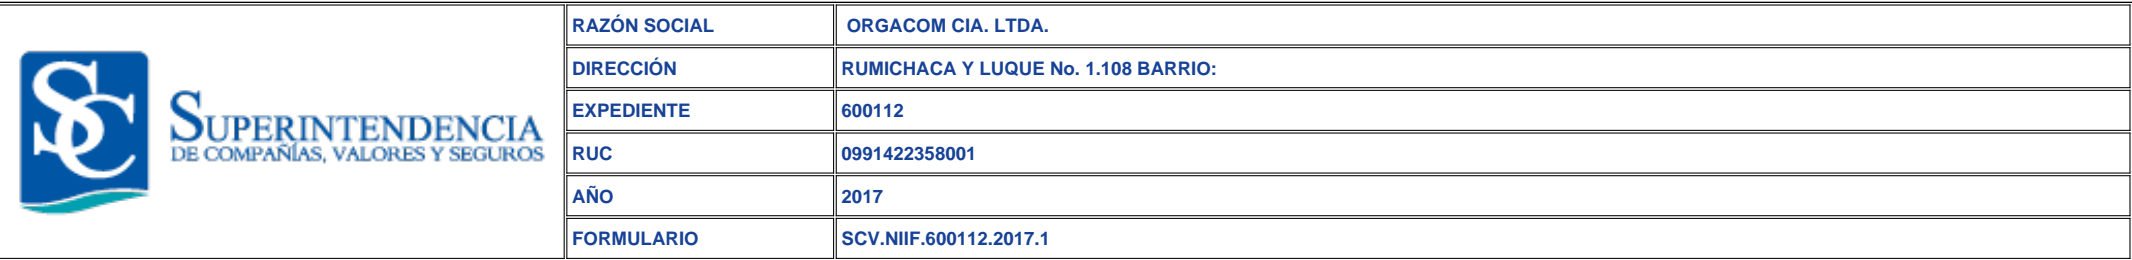 SC
SUPERINTENDENCIA
DE COMPAÑÍAS, VALORES Y SEGUROS
RAZÓN SOCIAL ORGACOM CIA. LTDA.
DIRECCIÓN RUMICHACA Y LUQUE No. 1.108 BARRIO:
EXPEDIENTE 600112
RUC 0991422358001
AÑO 2017
FORMULARIO SCV.NIIF.600112.2017.1